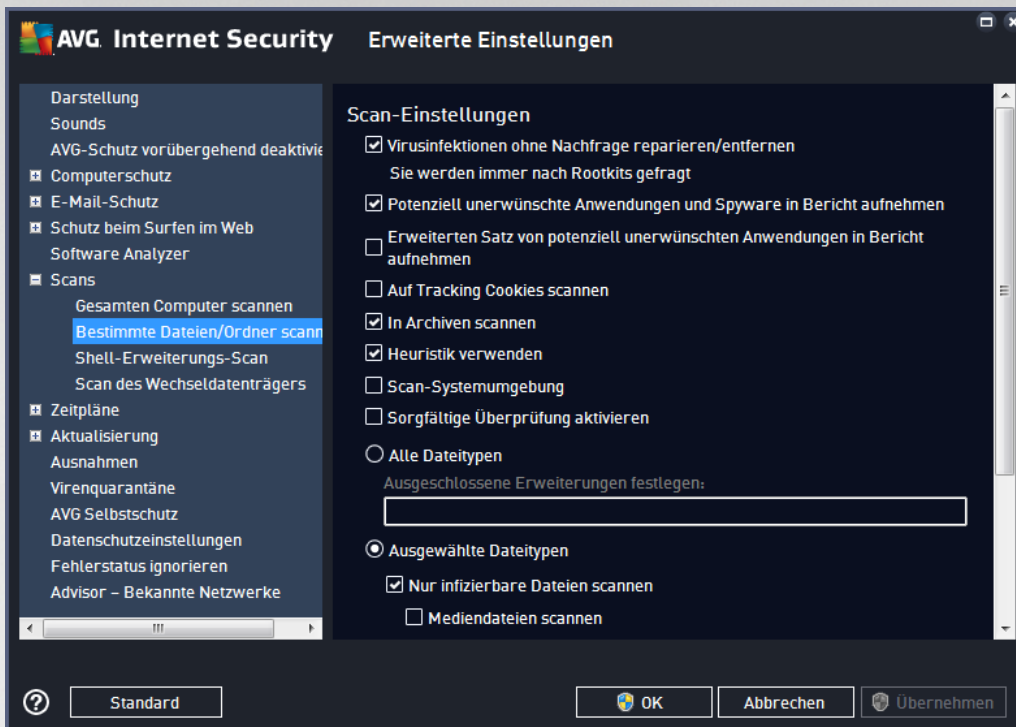 AVG. Internet Security Erweiterte Einstellungen
Darstellung
Sounds
AVG-Schutz vorübergehend deaktivie
Computerschutz
E-Mail-Schutz
Schutz beim Surfen im Web
Software Analyzer
Scans
Gesamten Computer scannen
Bestimmte Dateien/Ordner scann
Shell-Erweiterungs-Scan
Scan des Wechseldatenträgers
Zeitpläne
Aktualisierung
Ausnahmen
Virenquarantäne
AVG Selbstschutz
Datenschutzeinstellungen
Fehlerstatus ignorieren
Advisor – Bekannte Netzwerke
Scan-Einstellungen
Virusinfektionen ohne Nachfrage reparieren/entfernen
Sie werden immer nach Rootkits gefragt
Potenziell unerwünschte Anwendungen und Spyware in Bericht aufnehmen
Erweiterten Satz von potenziell unerwünschten Anwendungen in Bericht
aufnehmen
Auf Tracking Cookies scannen
In Archiven scannen
Heuristik verwenden
Scan-Systemumgebung
Sorgfältige Überprüfung aktivieren
Alle Dateitypen
Ausgeschlossene Erweiterungen festlegen:
Ausgewählte Dateitypen
Nur infizierbare Dateien scannen
Mediendateien scannen
? Standard OK Abbrechen Übernehmen